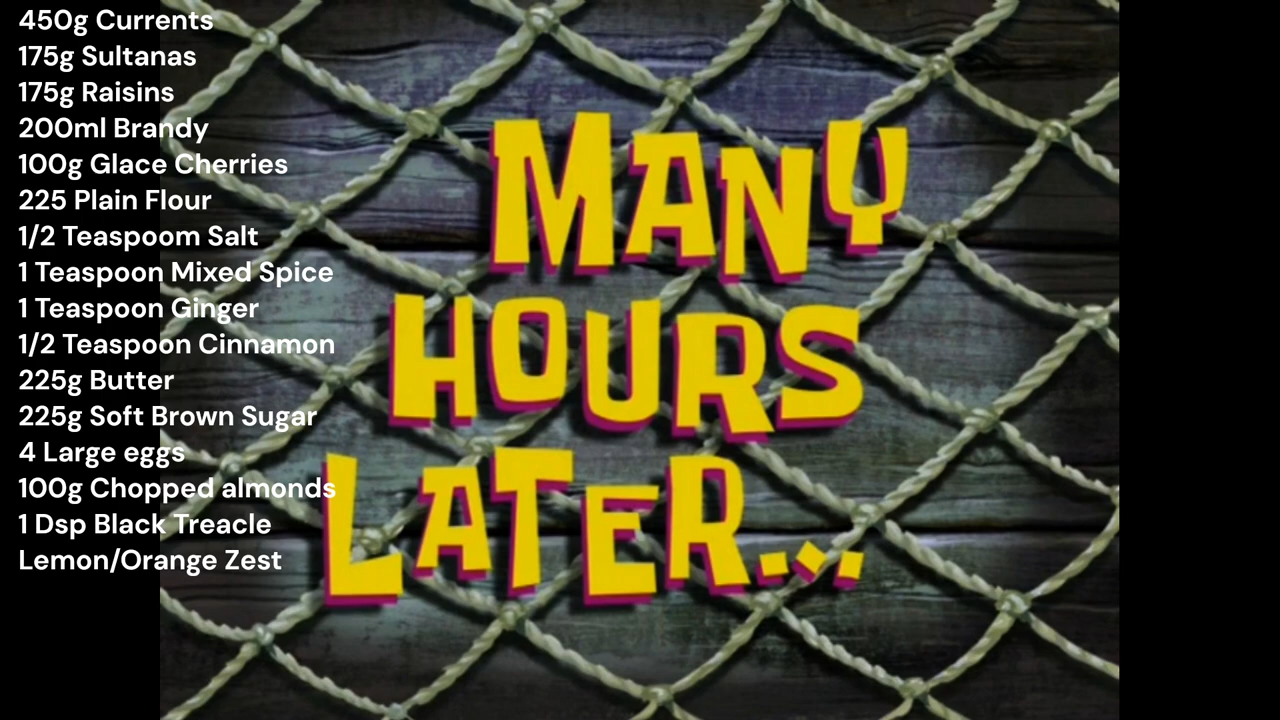 450g Currents
175g Sultanas
175g Raisins
200ml Brandy
100g Glace Cherries
225 Plain Flour
1/2 Teaspoom Salt
1 Teaspoon Mixed Spice
1 Teaspoon Ginger
1/2 Teaspoon Cinnamon
225g Butter
225g Soft Brown Sugar
4 Large eggs
100g Chopped almonds
1 Dsp Black Treacle
Lemon/Orange Zest
MANY
HOURS
LATER...